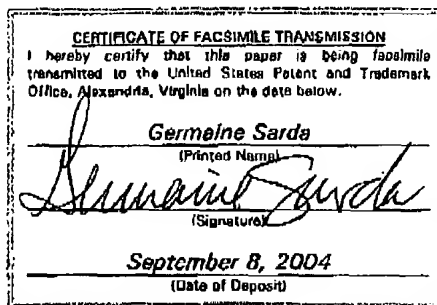 CERTIFICATE OF FACSIMILE TRANSMISSION
I hereby certify that this paper is being facsimile
transmitted to the United States Patent and Trademark
Office, Alexandria, Virginia on the date below.
Germaine Sarda
(Printed Name)
Germaine Sarda
(Signature)
September 8, 2004
(Date of Deposit)